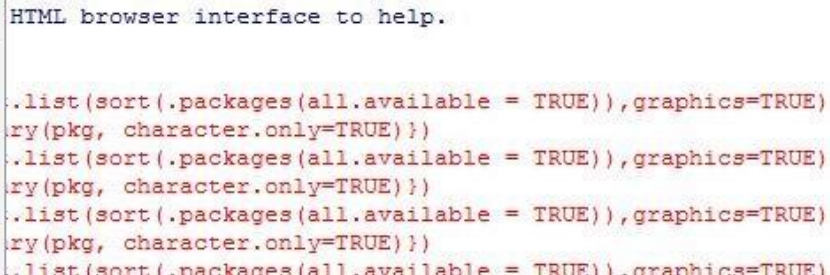 HTML browser interface to help.
.list(sort(.packages(all.available = TRUE)),graphics=TRUE)
ry(pkg, character.only=TRUE)})
.list(sort(.packages(all.available = TRUE)),graphics=TRUE)
ry(pkg, character.only=TRUE)})
.list(sort(.packages(all.available = TRUE)),graphics=TRUE)
ry(pkg, character.only=TRUE)})
.list(sort(.packages(all.available = TRUE)),graphics=TRUE)